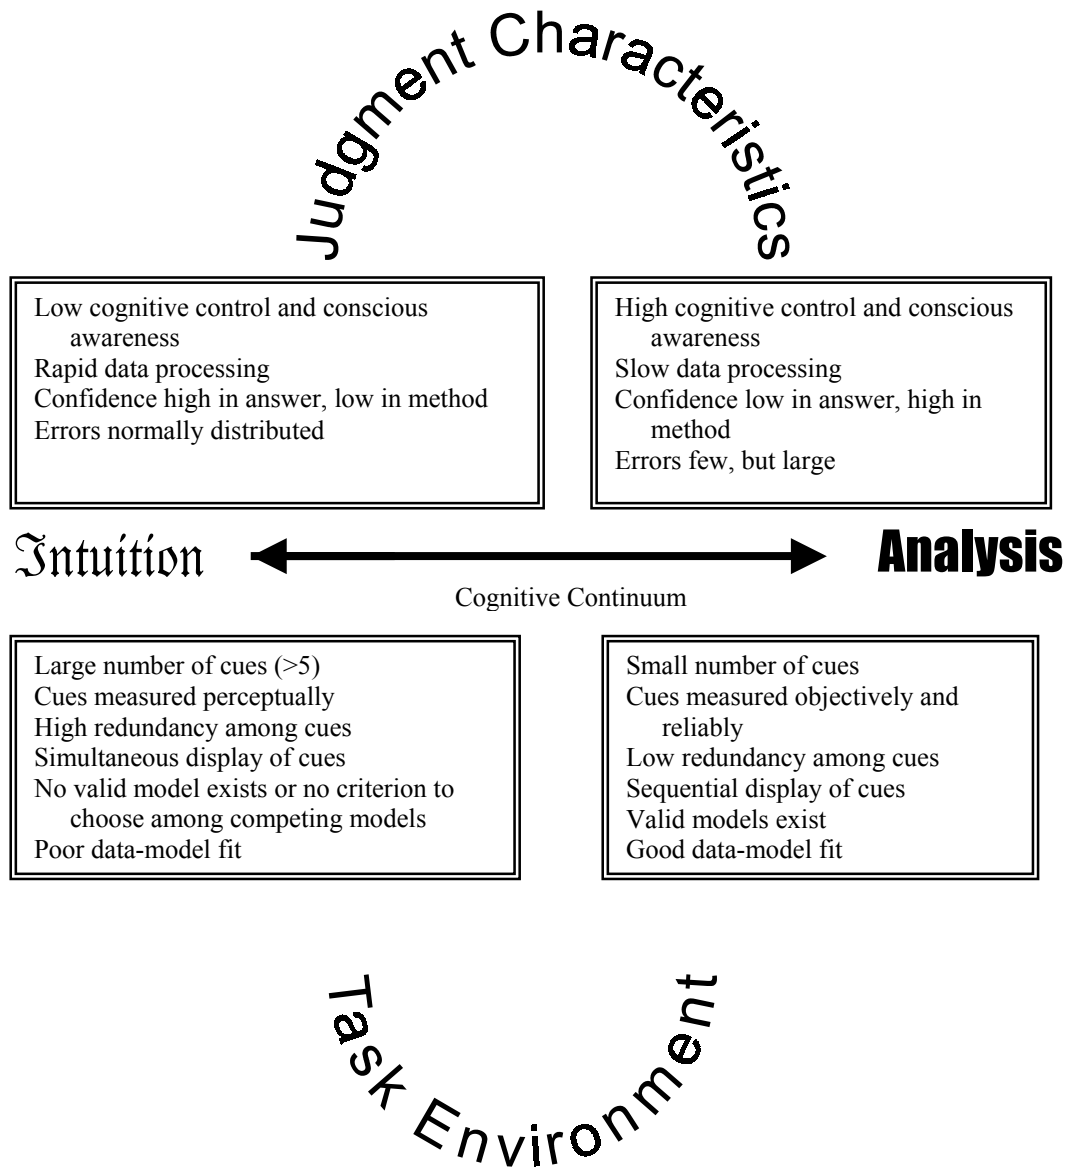 Judgment Characteristics
Low cognitive control and conscious
awareness
Rapid data processing
Confidence high in answer, low in method
Errors normally distributed
High cognitive control and conscious
awareness
Slow data processing
Confidence low in answer, high in
method
Errors few, but large
Intuition
Analysis
Cognitive Continuum
Large number of cues (>5)
Cues measured perceptually
High redundancy among cues
Simultaneous display of cues
No valid model exists or no criterion to
choose among competing models
Poor data-model fit
Small number of cues
Cues measured objectively and
reliably
Low redundancy among cues
Sequential display of cues
Valid models exist
Good data-model fit
Task Environment